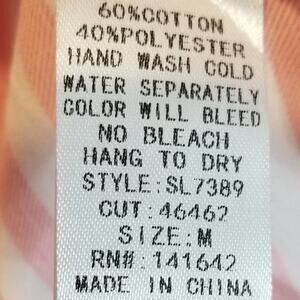 60%COTTON
40%POLYESTER
HAND WASH COLD
WATER SEPARATELY
COLOR WILL BLEED
NO BLEACH
HANG TO DRY
STYLE:SL7389
CUT:46462
SIZE:M
RN#:141642
MADE IN CHINA